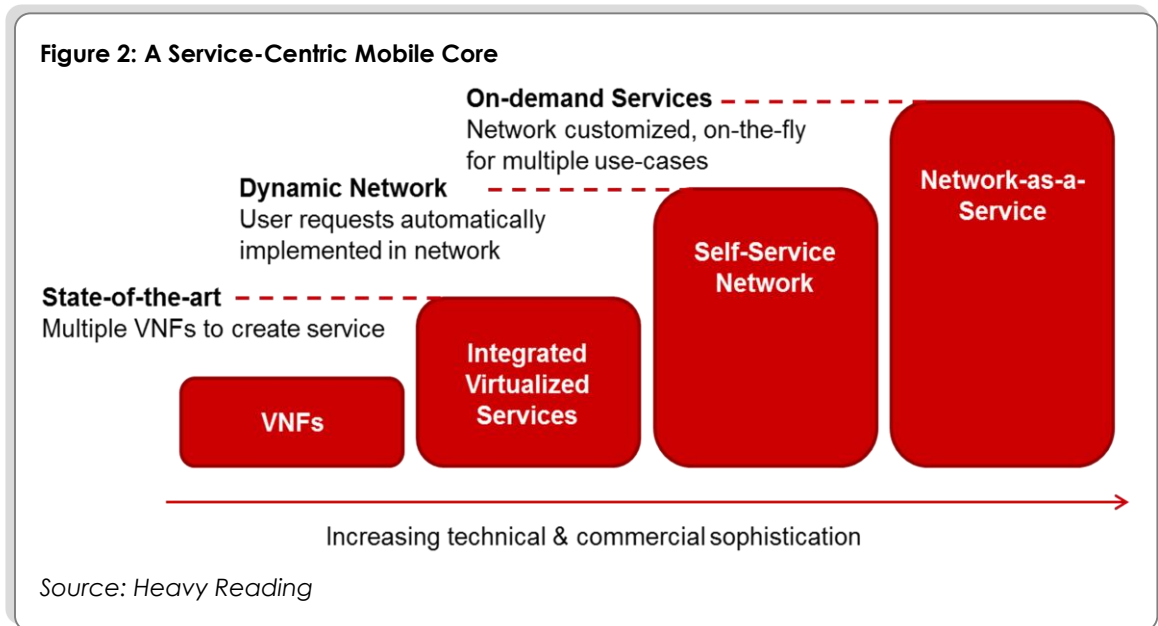 Figure 2: A Service-Centric Mobile Core
On-demand Services
Network customized, on-the-fly
for multiple use-cases
Dynamic Network
User requests automatically
implemented in network
State-of-the-art
Multiple VNFs to create service
VNFs
Integrated
Virtualized
Services
Self-Service
Network
Network-as-a-
Service
Increasing technical & commercial sophistication
Source: Heavy Reading